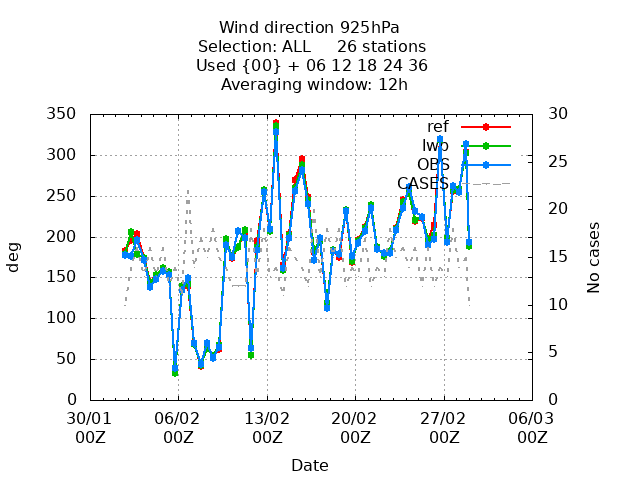 Wind direction 925hPa
Selection: ALL 26 stations
Used {00} + 06 12 18 24 36
Averaging window: 12h
350
300
250
200
150
100
50
0
deg
30
25
20
15
10
5
0
No cases
ref
lwp
OBS
CASES
30/01 06/02 13/02 20/02 27/02 06/03
00Z 00Z 00Z 00Z 00Z 00Z
Date